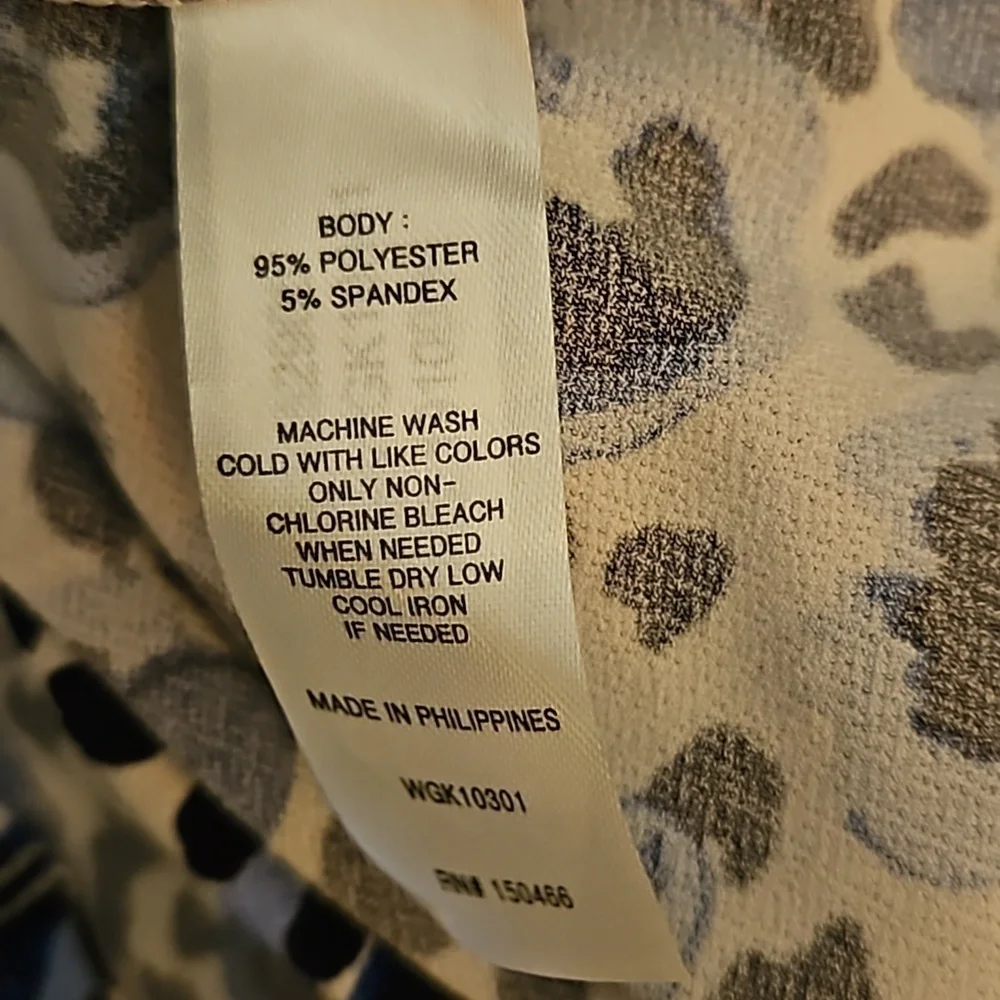 BODY :
95% POLYESTER
5% SPANDEX
MACHINE WASH
COLD WITH LIKE COLORS
ONLY NON-
CHLORINE BLEACH
WHEN NEEDED
TUMBLE DRY LOW
COOL IRON
IF NEEDED
MADE IN PHILIPPINES
WGK10301
RN# 150466